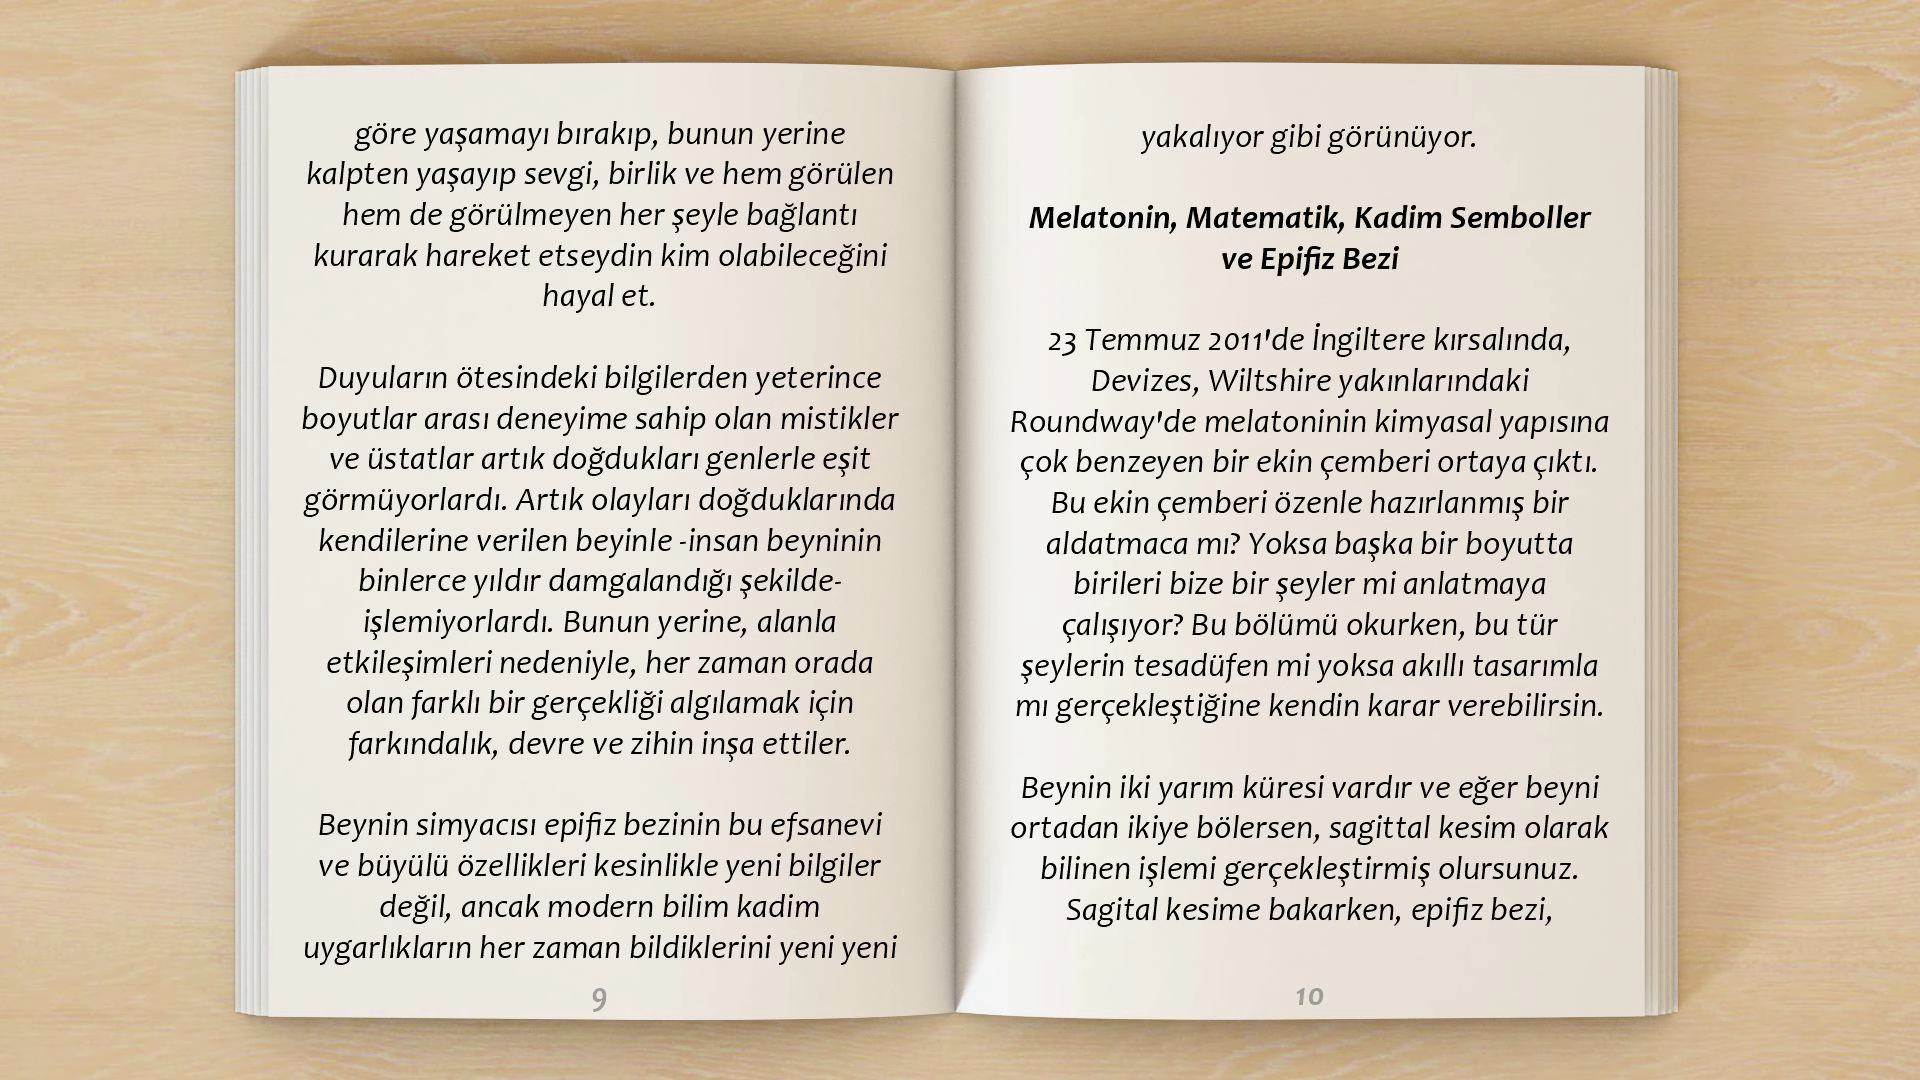 göre yaşamayı bırakıp, bunun yerine
kalpten yaşayıp sevgi, birlik ve hem görülen
hem de görülmeyen her şeyle bağlantı
kurarak hareket etseydin kim olabileceğini
hayal et.
Duyuların ötesindeki bilgilerden yeterince
boyutlar arası deneyime sahip olan mistikler
ve üstatlar artık doğdukları genlerle eşit
görmüyorlardı. Artık olayları doğduklarında
kendilerine verilen beyinle -insan beyninin
binlerce yıldır damgalandığı şekilde-
işlemiyorlardı. Bunun yerine, alanla
etkileşimleri nedeniyle, her zaman orada
olan farklı bir gerçekliği algılamak için
farkındalık, devre ve zihin inşa ettiler.
Beynin simyacısı epifiz bezinin bu efsanevi
ve büyülü özellikleri kesinlikle yeni bilgiler
değil, ancak modern bilim kadim
uygarlıkların her zaman bildiklerini yeni yeni
9
yakalıyor gibi görünüyor.
Melatonin, Matematik, Kadim Semboller
ve Epifiz Bezi
23 Temmuz 2011'de İngiltere kırsalında,
Devizes, Wiltshire yakınlarındaki
Roundway'de melatoninin kimyasal yapısına
çok benzeyen bir ekin çemberi ortaya çıktı.
Bu ekin çemberi özenle hazırlanmış bir
aldatmaca mı? Yoksa başka bir boyutta
birileri bize bir şeyler mi anlatmaya
çalışıyor? Bu bölümü okurken, bu tür
şeylerin tesadüfen mi yoksa akıllı tasarımla
mı gerçekleştiğine kendin karar verebilirsin.
Beynin iki yarım küresi vardır ve eğer beyni
ortadan ikiye bölersen, sagittal kesim olarak
bilinen işlemi gerçekleştirmiş olursunuz.
Sagital kesime bakarken, epifiz bezi,
10